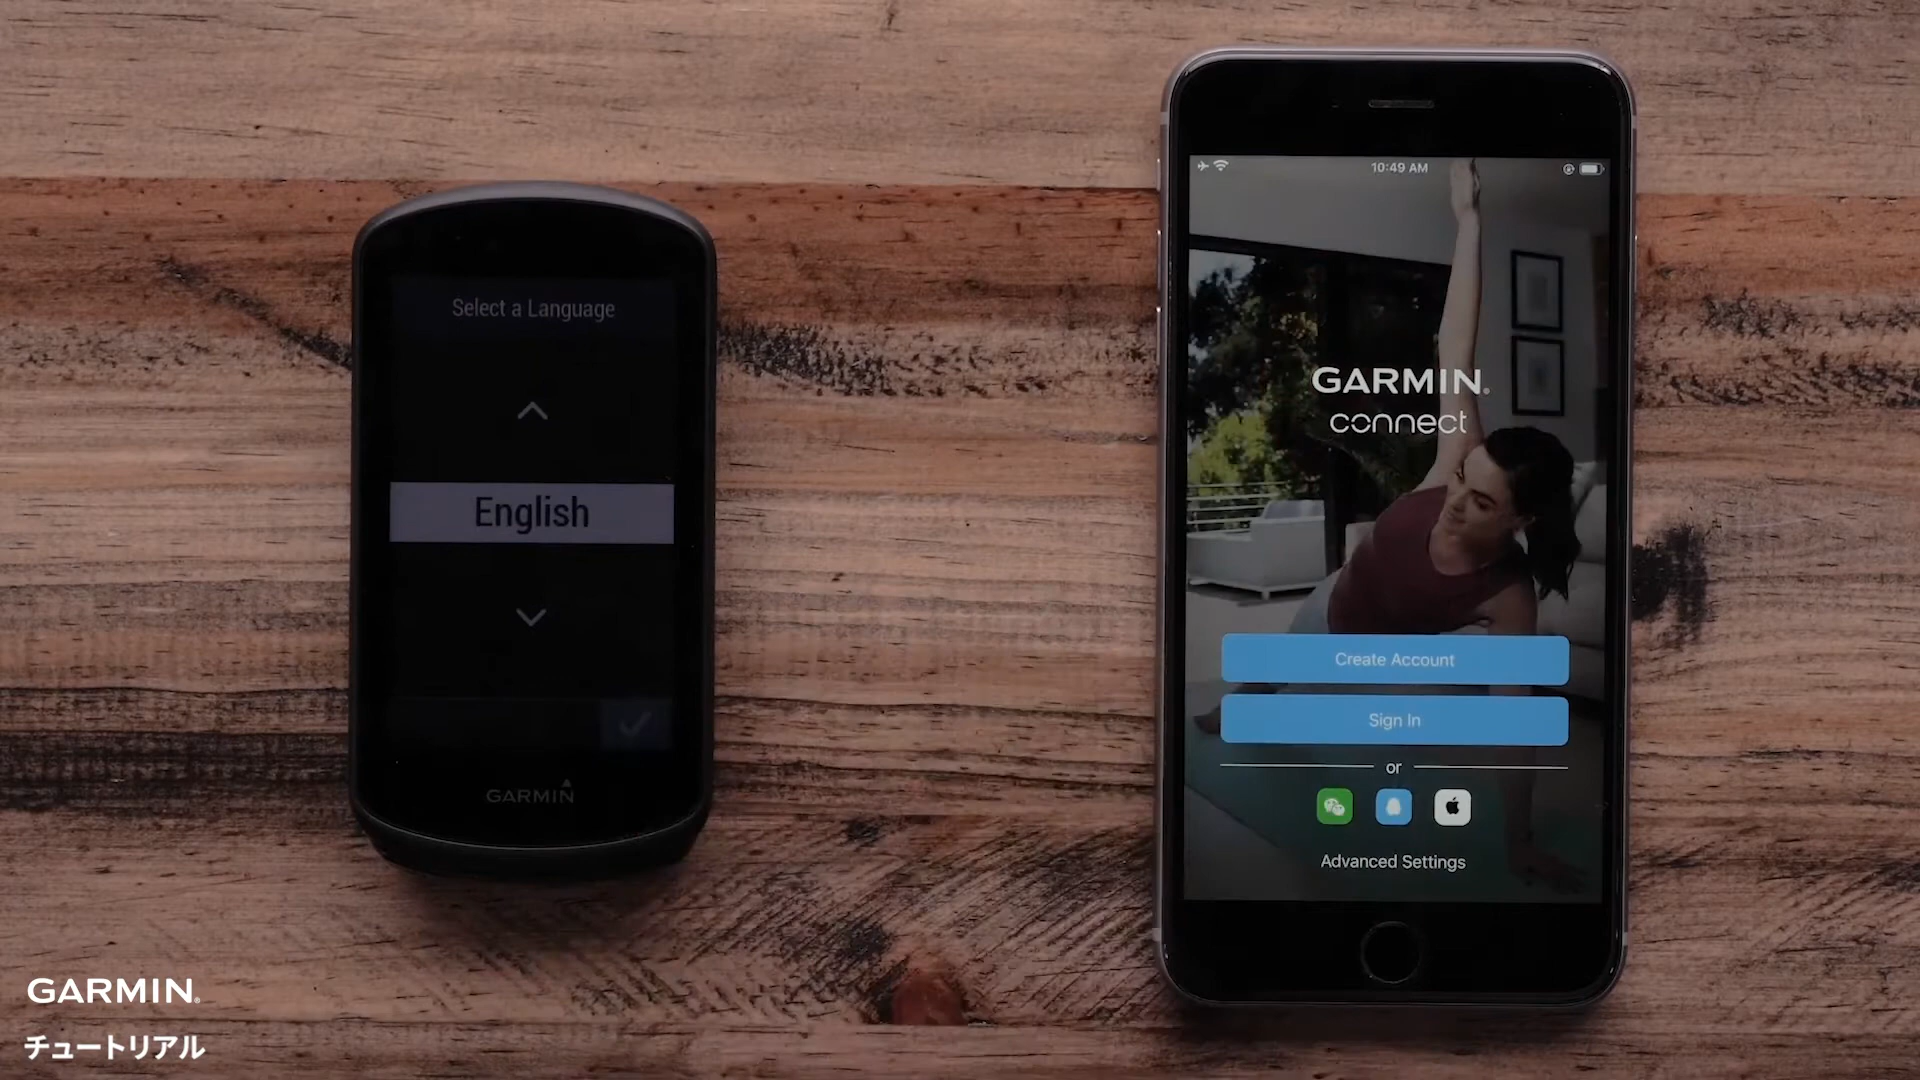 Select a Language
English
GARMIN
10:49 AM
GARMIN®
connect
Create Account
Sign In
or
Advanced Settings
GARMIN®
チュートリアル